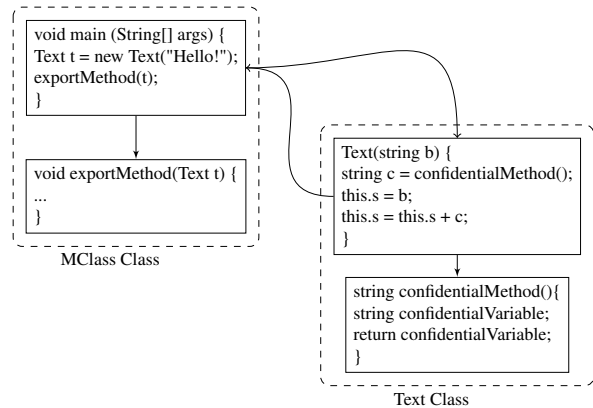 void main (String[] args) {
Text t = new Text("Hello!");
exportMethod(t);
}
void exportMethod(Text t) {
...
}
MClass Class
Text(string b) {
string c = confidentialMethod();
this.s = b;
this.s = this.s + c;
}
string confidentialMethod(){
string confidentialVariable;
return confidentialVariable;
}
Text Class